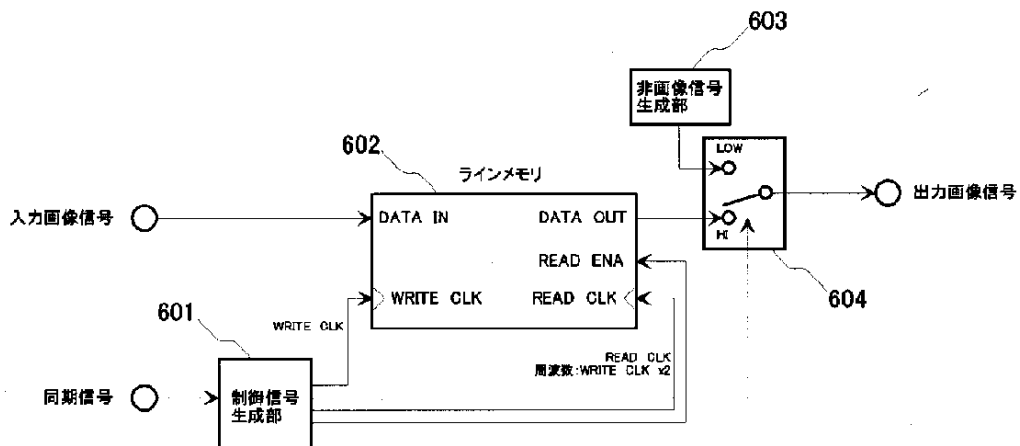 603
非画像信号
生成部
602
ラインメモリ
LOW
入力画像信号
DATA IN
DATA OUT
HI
出力画像信号
READ ENA
WRITE CLK
READ CLK
604
601
WRITE CLK
READ CLK
周波数:WRITE CLK x2
同期信号
制御信号
生成部